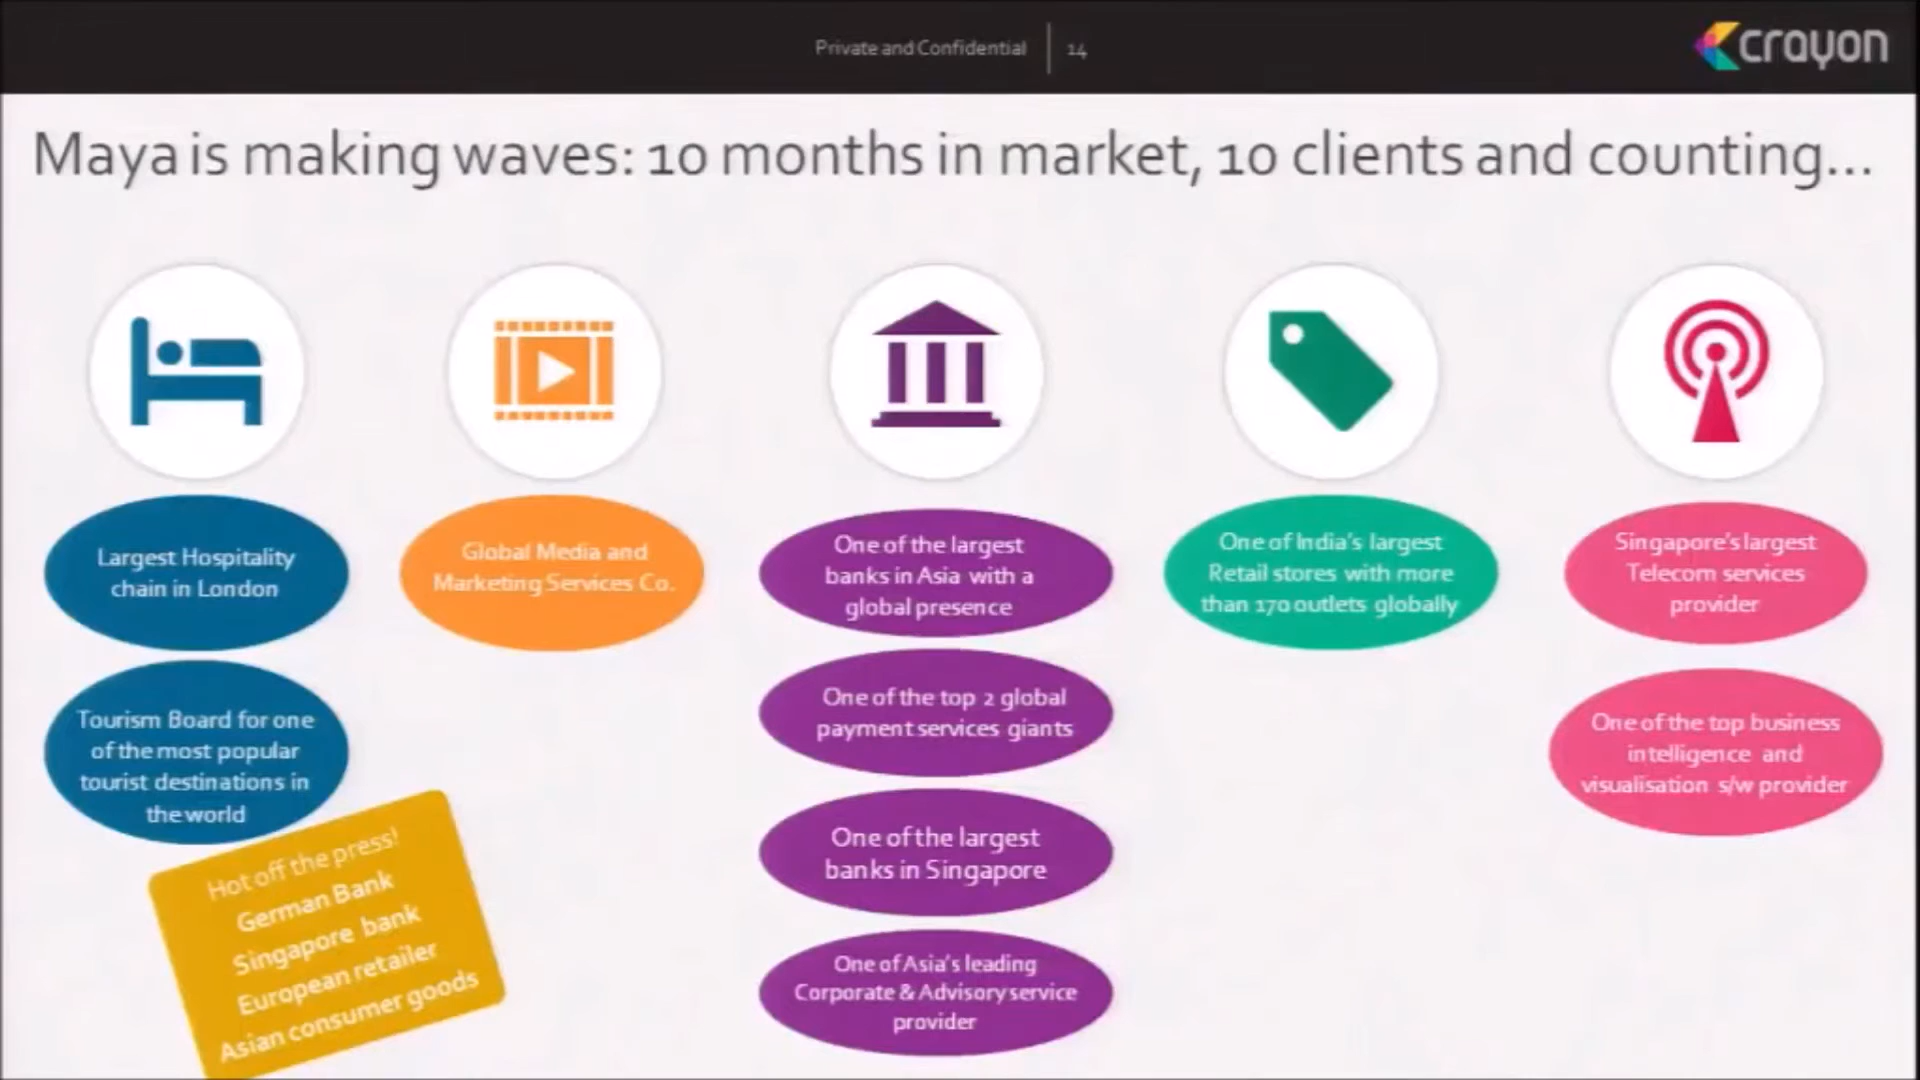 Private and Confidential
14
crayon
Maya is making waves: 10 months in market, 10 clients and counting...
Largest Hospitality
chain in London
Tourism Board for one
of the most popular
tourist destinations in
the world
Hot off the press!
German Bank
Singapore bank
European retailer
Asian consumer goods
Global Media and
Marketing Services Co.
One of the largest
banks in Asia with a
global presence
One of the top 2 global
payment services giants
One of the largest
banks in Singapore
One of Asia's leading
Corporate & Advisory service
provider
One of India's largest
Retail stores with more
than 170 outlets globally
Singapore's largest
Telecom services
provider
One of the top business
intelligence and
visualisation s/w provider